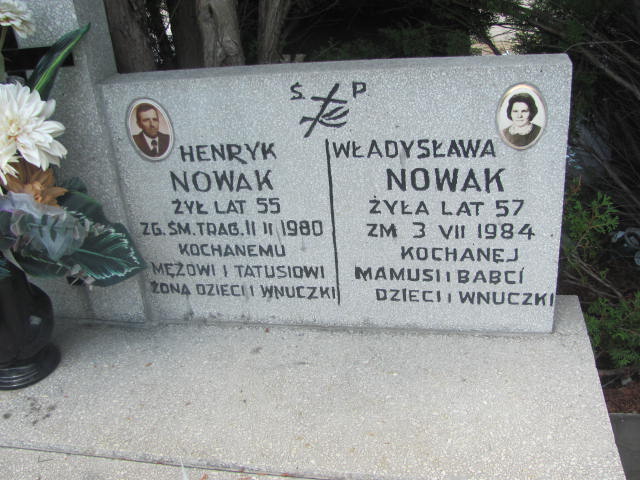 Ś P
HENRYK
NOWAK
ŻYŁ LAT 55
ZG. ŚM. TRAG. 11 II 1980
KOCHANEMU
MĘŻOWI I TATUSIOWI
ŻONA DZIECI I WNUCZKI
WŁADYSŁAWA
NOWAK
ŻYŁA LAT 57
ZM 3 VII 1984
KOCHANEJ
MAMUSI I BABCI
DZIECI I WNUCZKI